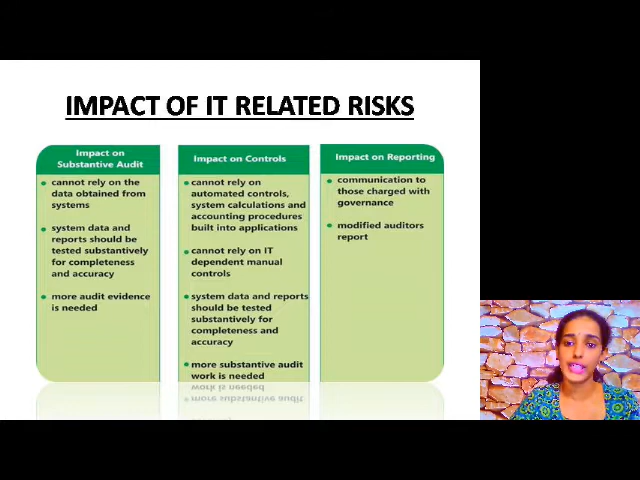 IMPACT OF IT RELATED RISKS
Impact on
Substantive Audit
cannot rely on the
data obtained from
systems
system data and
reports should be
tested substantively
for completeness
and accuracy
more audit evidence
is needed
Impact on Controls
cannot rely on
automated controls,
system calculations and
accounting procedures
built into applications
cannot rely on IT
dependent manual
controls
system data and reports
should be tested
substantively for
completeness and
accuracy
more substantive audit
work is needed
Impact on Reporting
communication to
those charged with
governance
modified auditors
report